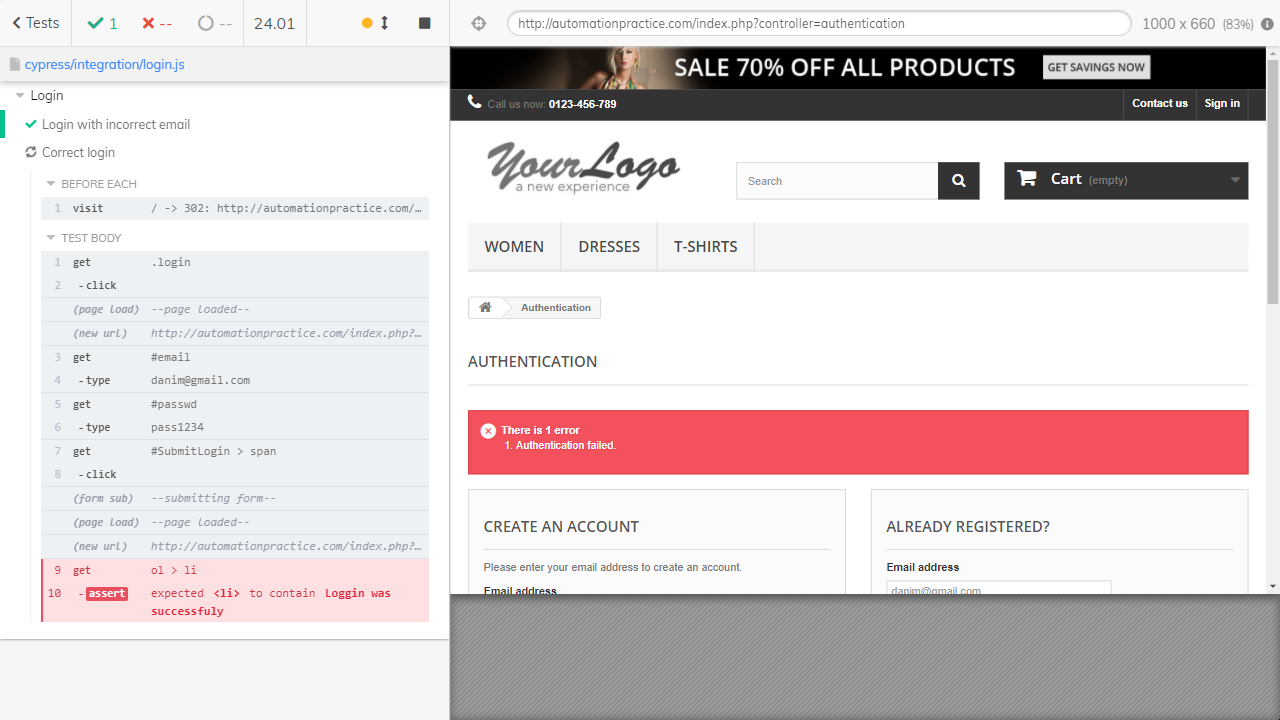 Tests
1
--
--
24.01
cypress/integration/login.js
Login
Login with incorrect email
Correct login
BEFORE EACH
1 visit / -> 302: http://automationpractice.com/…
TEST BODY
1 get .login
2 -click
(page load) --page loaded--
(new url) http://automationpractice.com/index.php?…
3 get #email
4 -type danim@gmail.com
5 get #passwd
6 -type pass1234
7 get #SubmitLogin > span
8 -click
(form sub) --submitting form--
(page load) --page loaded--
(new url) http://automationpractice.com/index.php?…
9 get ol > li
10 -assert expected <li> to contain Loggin was
successfuly
http://automationpractice.com/index.php?controller=authentication
1000 x 660 (83%)
SALE 70% OFF ALL PRODUCTS
GET SAVINGS NOW
Call us now: 0123-456-789
Contact us
Sign in
YourLogo
a new experience
Search
Cart (empty)
WOMEN
DRESSES
T-SHIRTS
Authentication
AUTHENTICATION
There is 1 error
1. Authentication failed.
CREATE AN ACCOUNT
Please enter your email address to create an account.
Email address
ALREADY REGISTERED?
Email address
danim@gmail.com